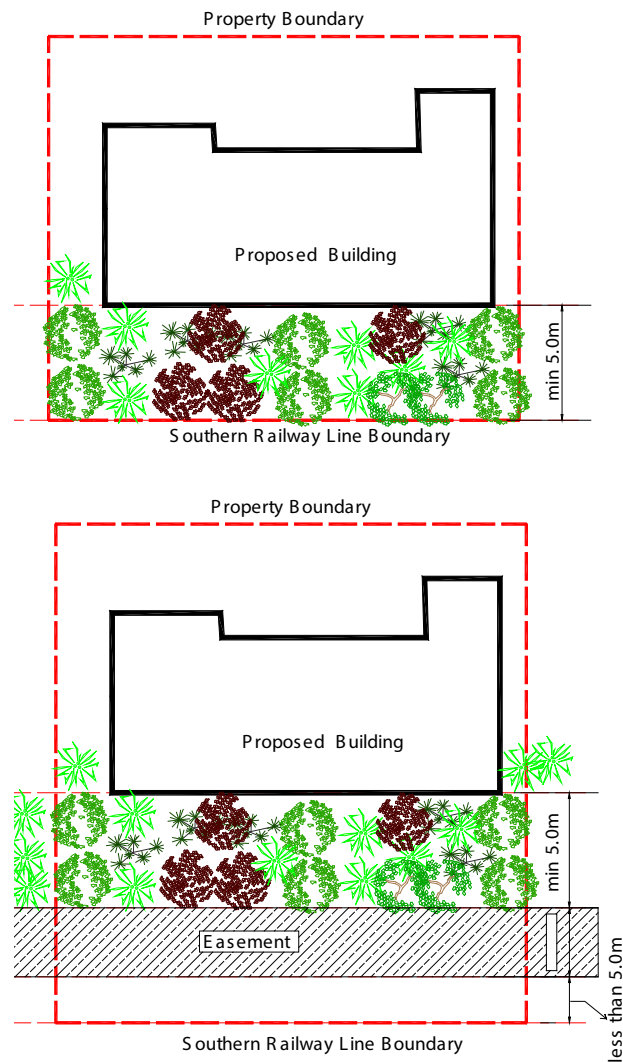 Property Boundary
Proposed Building
min 5.0m
Southern Railway Line Boundary
Property Boundary
Proposed Building
min 5.0m
Easement
less than 5.0m
Southern Railway Line Boundary